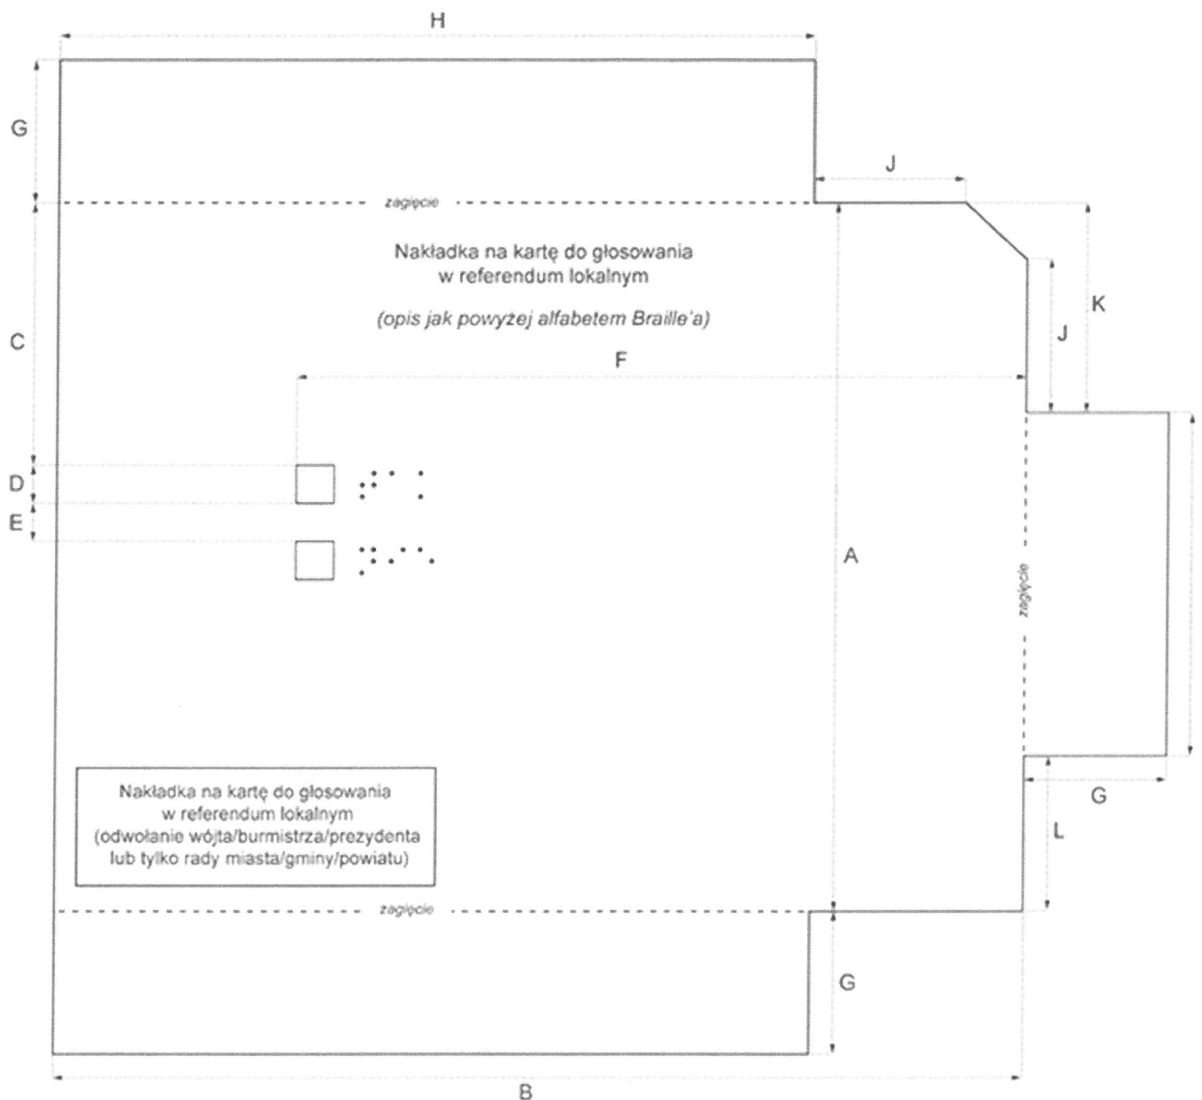 H
G
J
zagięcie
Nakładka na kartę do głosowania
w referendum lokalnym
(opis jak powyżej alfabetem Braille'a)
K
C
J
F
D
E
A
zagięcie
Nakładka na kartę do głosowania
w referendum lokalnym
(odwołanie wójta/burmistrza/prezydenta
lub tylko rady miasta/gminy/powiatu)
G
L
zagięcie
G
B